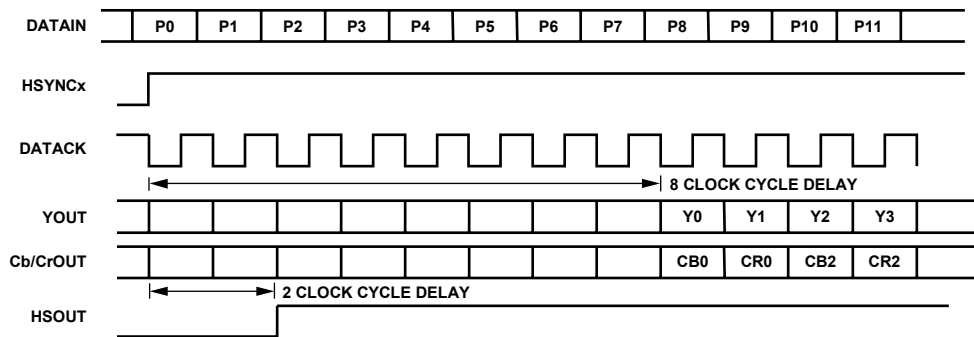 DATAIN P0 P1 P2 P3 P4 P5 P6 P7 P8 P9 P10 P11
HSYNCx
DATACK
8 CLOCK CYCLE DELAY
YOUT Y0 Y1 Y2 Y3
Cb/CrOUT CB0 CR0 CB2 CR2
2 CLOCK CYCLE DELAY
HSOUT